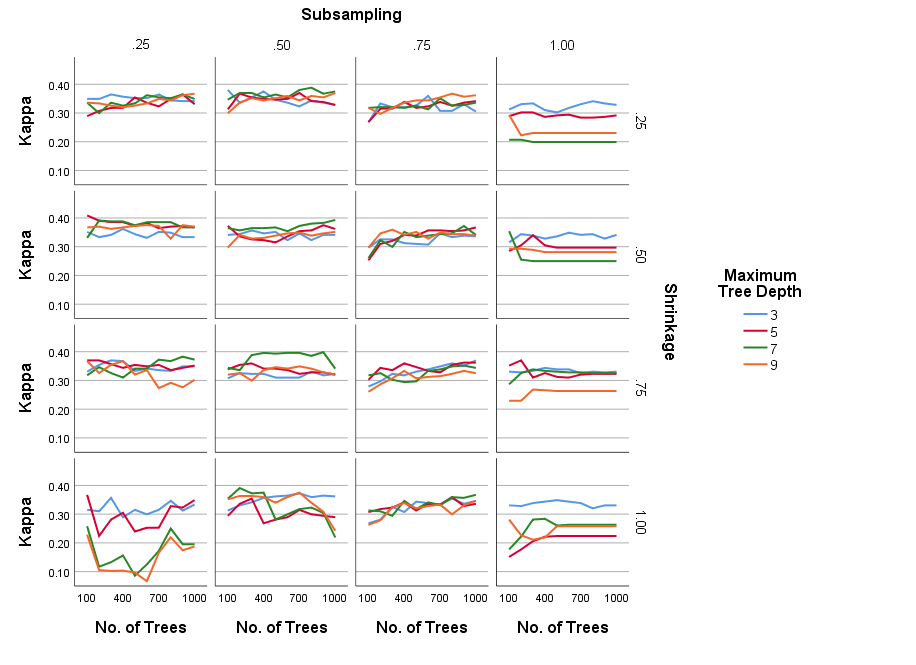 Subsampling
.25 .50 .75 1.00
Kappa
0.40
0.30
0.20
0.10
.25
Kappa
0.40
0.30
0.20
0.10
.50
Kappa
0.40
0.30
0.20
0.10
.75
Kappa
0.40
0.30
0.20
0.10
1.00
Shrinkage
100 400 700 1000 100 400 700 1000 100 400 700 1000 100 400 700 1000
No. of Trees No. of Trees No. of Trees No. of Trees
Maximum
Tree Depth
3
5
7
9